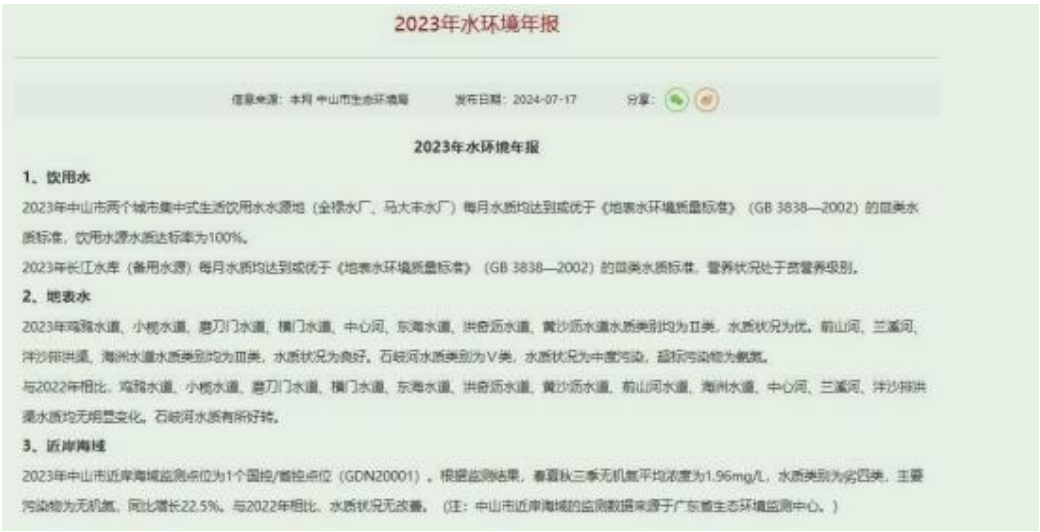 2023年水环境年报
信息来源：本网 中山市生态环境局 发布日期：2024-07-17 分享：
2023年水环境年报
1、饮用水
2023年中山市两个城市集中式生活饮用水水源地（全禄水厂、马大丰水厂）每月水质均达到或优于《地表水环境质量标准》（GB 3838—2002）的Ⅲ类水
质标准，饮用水源水质达标率为100%。
2023年长江水库（备用水源）每月水质均达到或优于《地表水环境质量标准》（GB 3838—2002）的Ⅲ类水质标准，营养状况处于贫营养级别。
2、地表水
2023年鸡鸦水道、小榄水道、磨刀门水道、横门水道、中心河、东海水道、洪奇沥水道、黄沙沥水道水质类别均为Ⅱ类，水质状况为优。前山河、兰溪河、
泮沙排洪渠、海洲水道水质类别均为Ⅲ类，水质状况为良好。石岐河水质类别为Ⅴ类，水质状况为中度污染，超标污染物为氨氮。
与2022年相比，鸡鸦水道、小榄水道、磨刀门水道、横门水道、东海水道、洪奇沥水道、黄沙沥水道、前山河水道、海洲水道、中心河、兰溪河、泮沙排洪
渠水质均无明显变化。石岐河水质有所好转。
3、近岸海域
2023年中山市近岸海域监测点位为1个国控/省控点位（GDN20001）。根据监测结果，春夏秋三季无机氮平均浓度为1.96mg/L，水质类别为劣四类，主要
污染物为无机氮，同比增长22.5%。与2022年相比，水质状况无改善。（注：中山市近岸海域的监测数据来源于广东省生态环境监测中心。）